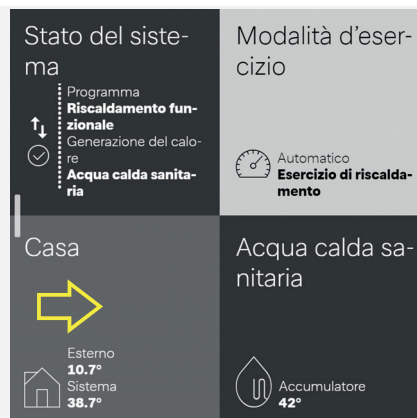 Stato del siste-
ma
Programma
Riscaldamento fun-
zionale
Generazione del calo-
re
Acqua calda sanita-
ria
Modalità d'eser-
cizio
Automatico
Esercizio di riscalda-
mento
Casa
Esterno
10.7°
Sistema
38.7°
Acqua calda sa-
nitaria
Accumulatore
42°